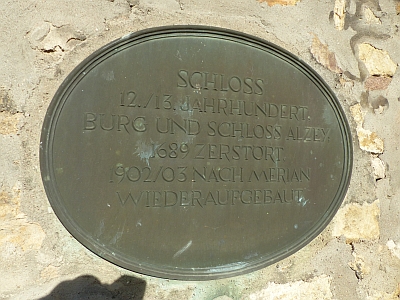 SCHLOSS
12./13. JAHRHUNDERT.
BURG UND SCHLOSS ALZEY
1689 ZERSTÖRT.
1902/03 NACH MERIAN
WIEDERAUFGEBAUT